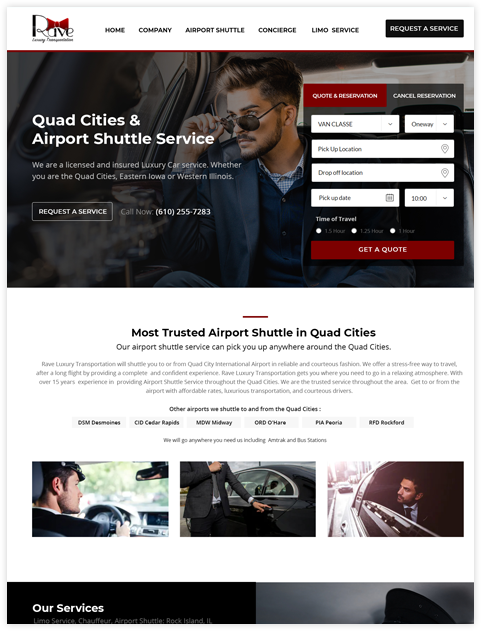 Rave
Luxury Transportation
HOME COMPANY AIRPORT SHUTTLE CONCIERGE LIMO SERVICE
REQUEST A SERVICE
Quad Cities &
Airport Shuttle Service
We are a licensed and insured Luxury Car service. Whether
you are the Quad Cities, Eastern Iowa or Western Illinois.
REQUEST A SERVICE Call Now: (610) 255-7283
QUOTE & RESERVATION CANCEL RESERVATION
VAN CLASSE Oneway
Pick Up Location
Drop off location
Pick up date 10:00
Time of Travel
1.5 Hour 1.25 Hour 1 Hour
GET A QUOTE
Most Trusted Airport Shuttle in Quad Cities
Our airport shuttle service can pick you up anywhere around the Quad Cities.
Rave Luxury Transportation will shuttle you to or from Quad City International Airport in reliable and courteous fashion. We offer a stress-free way to travel,
after a long flight by providing a complete and confident experience. Rave Luxury Transportation gets you where you need to go in a relaxing atmosphere. With
over 15 years experience in providing Airport Shuttle Service throughout the Quad Cities. We are the trusted service throughout the area. Get to or from the
airport with affordable rates, luxurious transportation, and courteous drivers.
Other airports we shuttle to and from the Quad Cities :
DSM Desmoines CID Cedar Rapids MDW Midway ORD O'Hare PIA Peoria RFD Rockford
We will go anywhere you need us including Amtrak and Bus Stations
Our Services
Limo Service, Chauffeur, Airport Shuttle: Rock Island, IL